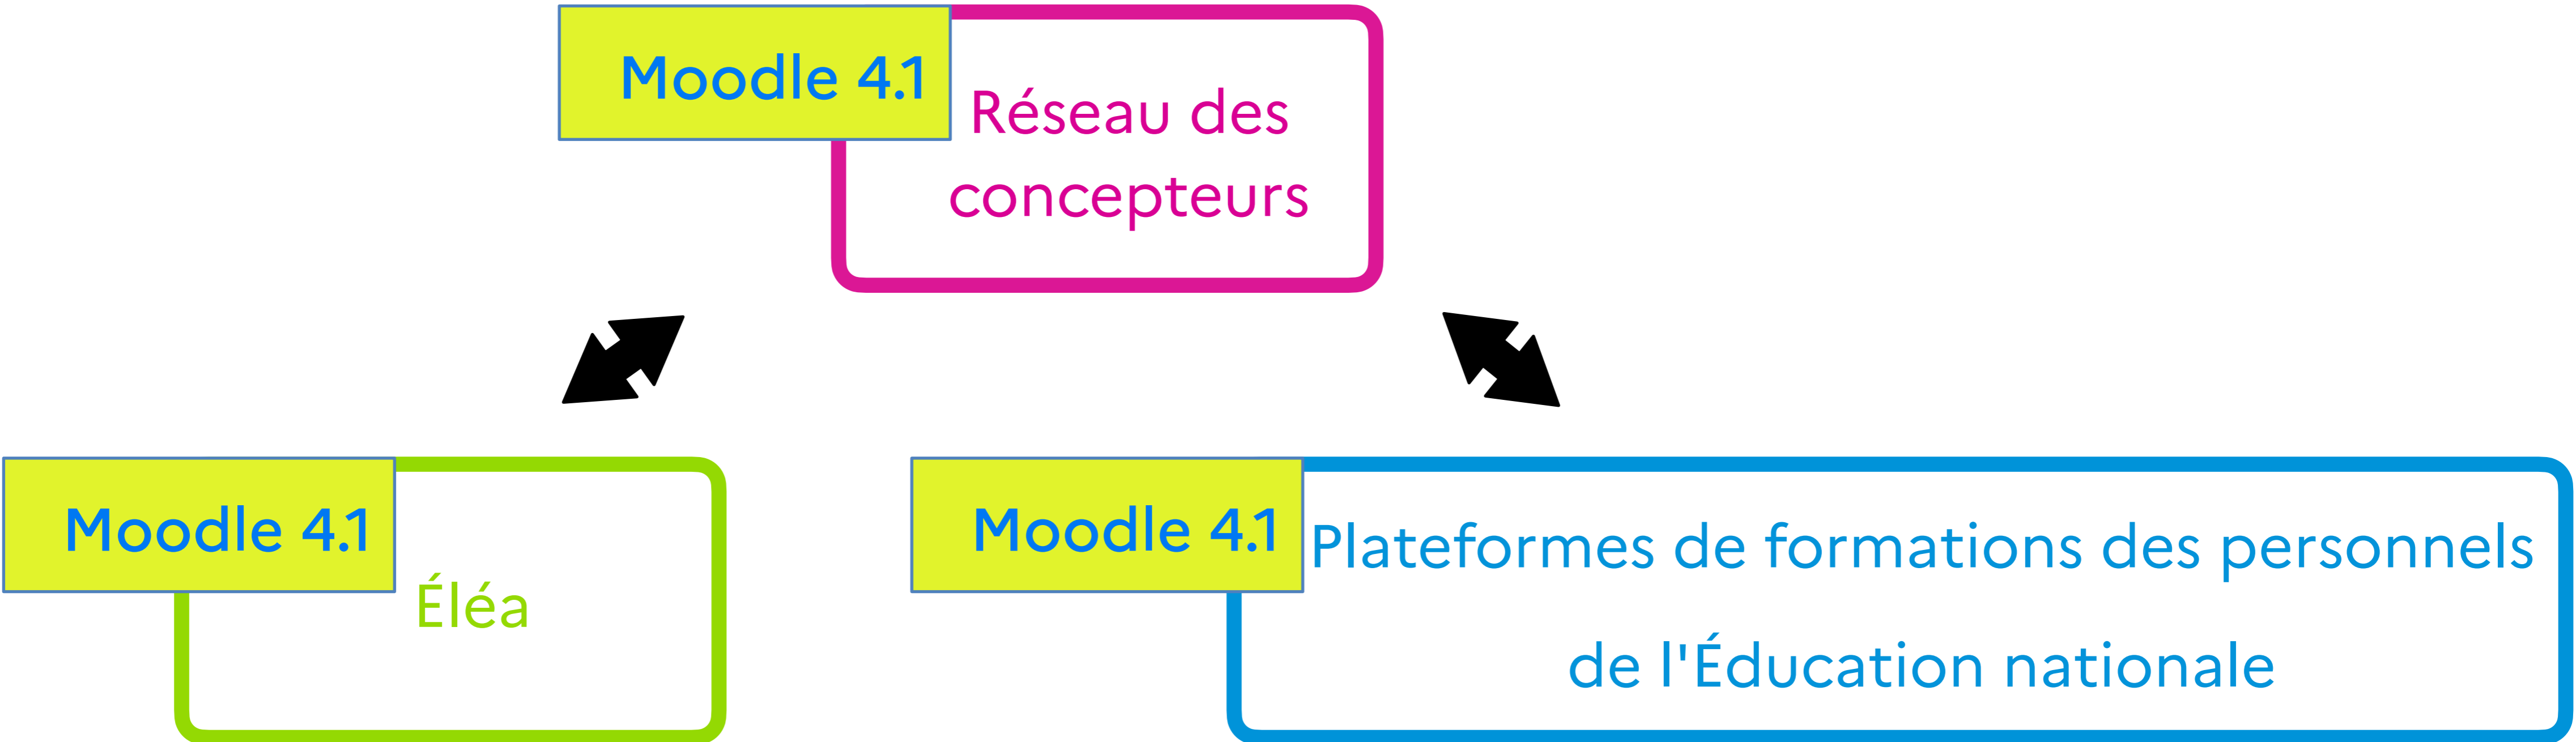 Moodle 4.1
Réseau des
concepteurs
Moodle 4.1
Éléa
Moodle 4.1
Plateformes de formations des personnels
de l'Éducation nationale